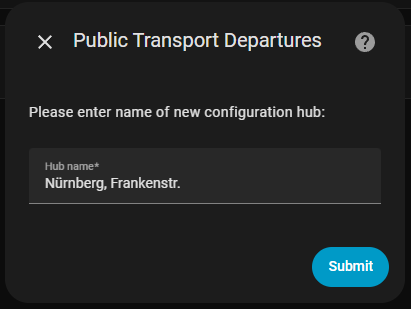 Public Transport Departures
Please enter name of new configuration hub:
Hub name*
Nürnberg, Frankenstr.
Submit